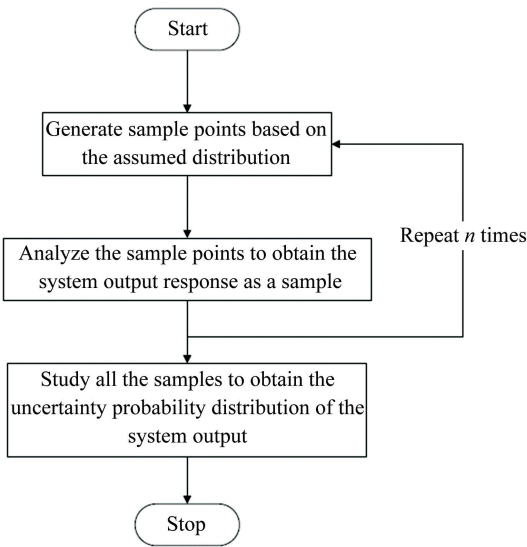 Start
Generate sample points based on
the assumed distribution
Repeat n times
Analyze the sample points to obtain the
system output response as a sample
Study all the samples to obtain the
uncertainty probability distribution of the
system output
Stop